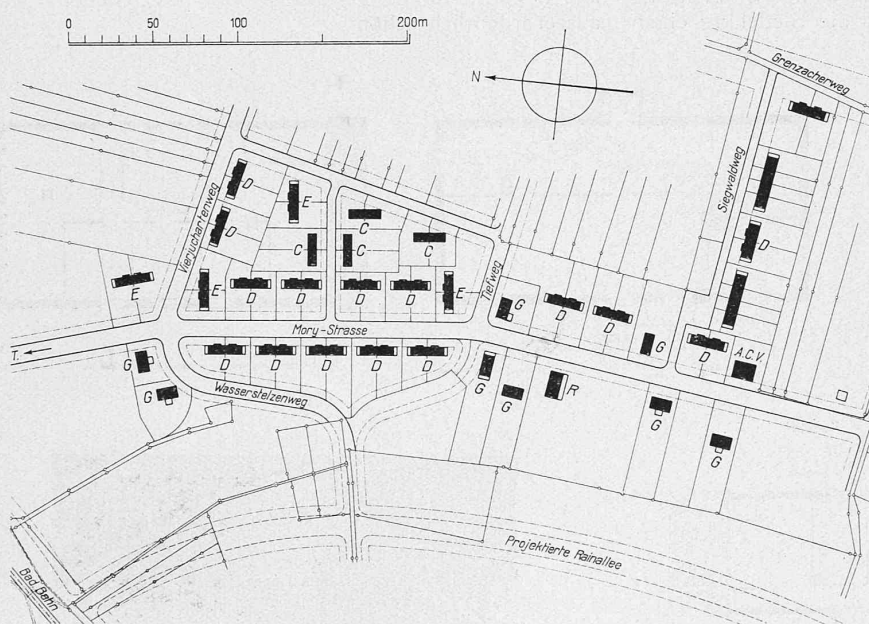 0 50 100 200m
N
Grenzacherweg
Siegwaldweg
Vierjuchartenweg
D
E
D
C
C
C
C
E
E
D
D
D
D
E
Tiefweg
G
D
D
G
D
D
A.C.V.
Mory-Strasse
T.
G
G
D
D
D
D
D
Wasserstelzenweg
G
G
R
G
G
Projektierte Rainallee
Bad Bahn